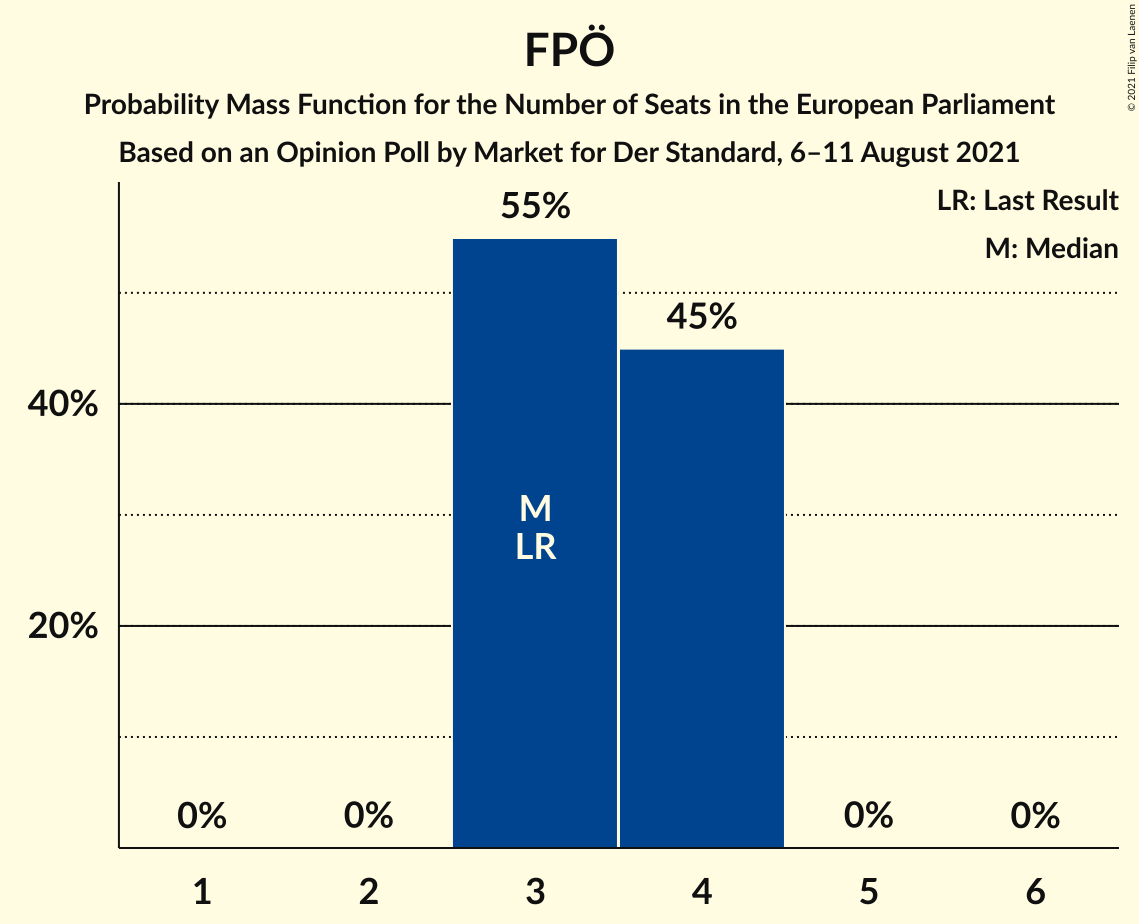 FPÖ
Probability Mass Function for the Number of Seats in the European Parliament
Based on an Opinion Poll by Market for Der Standard, 6–11 August 2021
© 2021 Filip van Laenen
LR: Last Result
M: Median
55%
45%
40%
20%
M
LR
0%
0%
0%
0%
1
2
3
4
5
6